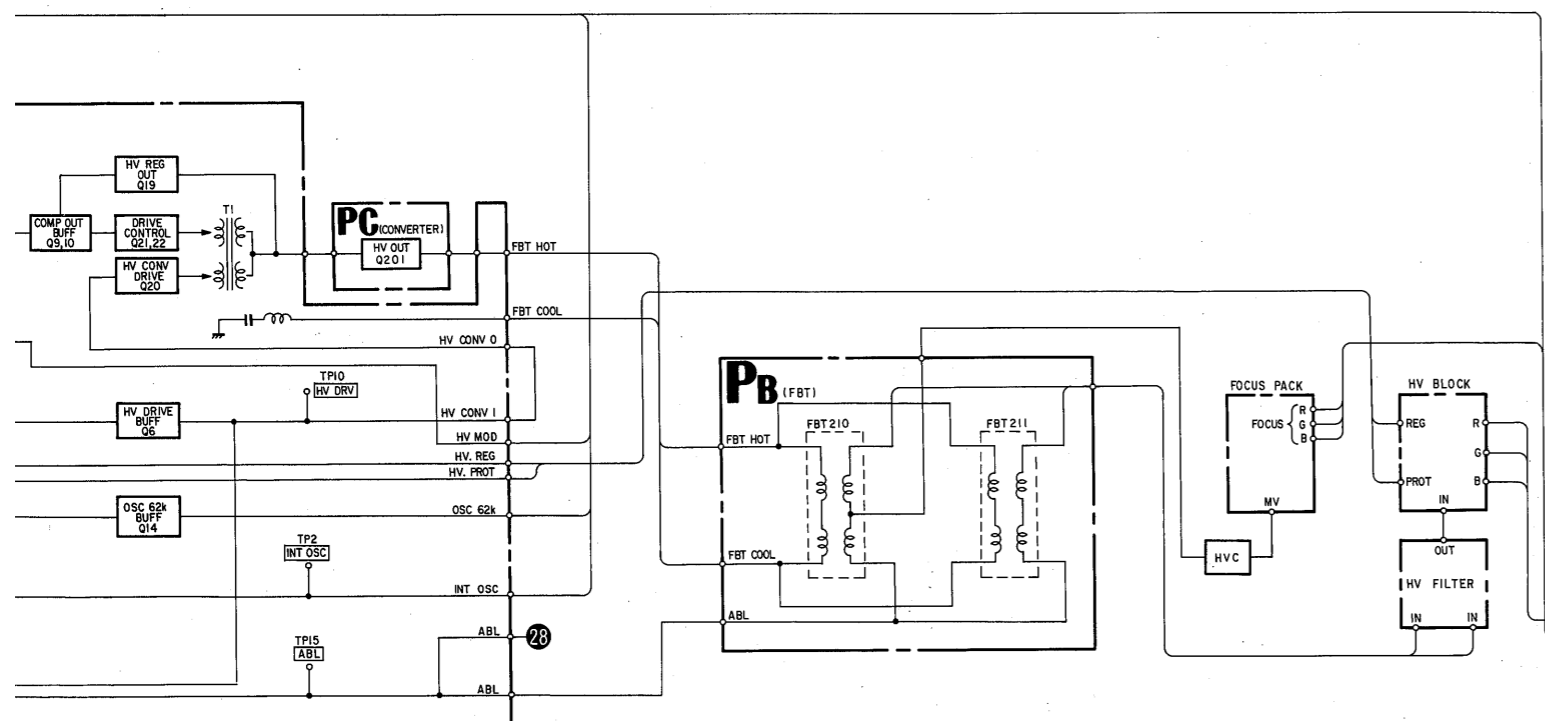 HV REG
OUT
Q19
T1
COMP OUT
BUFF
Q9,10
DRIVE
CONTROL
Q21,22
HV CONV
DRIVE
Q20
PC (CONVERTER)
HV OUT
Q201
FBT HOT
FBT COOL
HV CONV O
TP10
HV DRV
HV DRIVE
BUFF
Q6
HV CONV I
HV MOD
HV. REG
HV. PROT
OSC 62k
BUFF
Q14
OSC 62k
TP2
INT OSC
INT OSC
ABL
28
TP15
ABL
ABL
PB (FBT)
FBT210
FBT211
FBT HOT
FBT COOL
ABL
FOCUS PACK
FOCUS
R
G
B
MV
HVC
HV BLOCK
REG
R
G
PROT
B
IN
OUT
HV FILTER
IN
IN